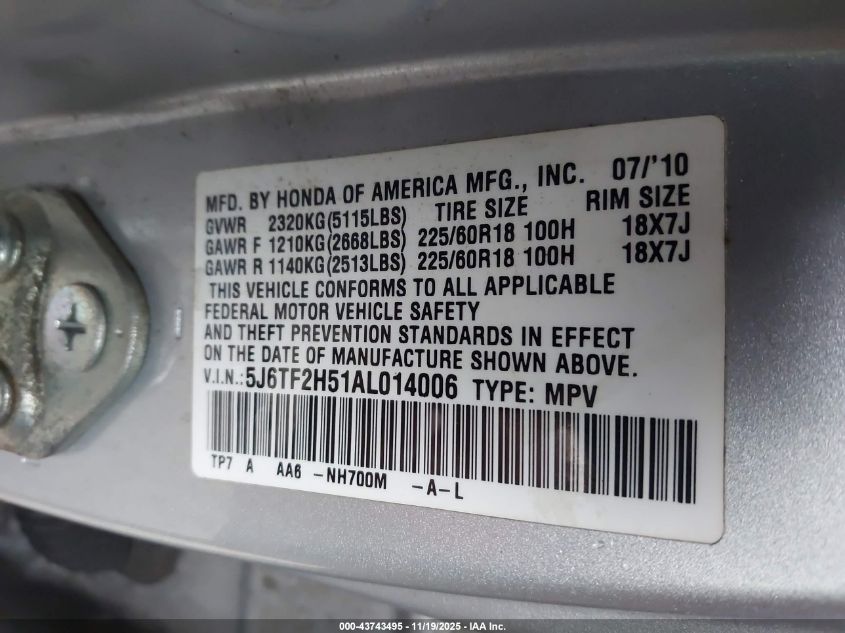 MFD. BY HONDA OF AMERICA MFG., INC. 07/'10
GVWR 2320KG(5115LBS) TIRE SIZE RIM SIZE
GAWR F 1210KG(2668LBS) 225/60R18 100H 18X7J
GAWR R 1140KG(2513LBS) 225/60R18 100H 18X7J
THIS VEHICLE CONFORMS TO ALL APPLICABLE
FEDERAL MOTOR VEHICLE SAFETY
AND THEFT PREVENTION STANDARDS IN EFFECT
ON THE DATE OF MANUFACTURE SHOWN ABOVE.
V.I.N.:5J6TF2H51AL014006 TYPE: MPV
TP7 A AA6 -NH700M -A-L
000-43743495 - 11/19/2025 - IAA Inc.